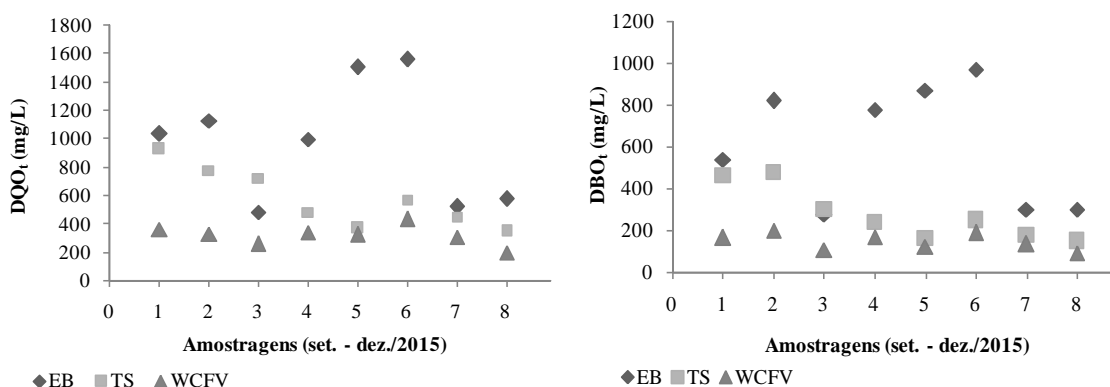 DQOt (mg/L)
1800
1600
1400
1200
1000
800
600
400
200
0
0 1 2 3 4 5 6 7 8
Amostragens (set. - dez./2015)
EB TS WCFV
DBOt (mg/L)
1200
1000
800
600
400
200
0
0 1 2 3 4 5 6 7 8
Amostragens (set. - dez./2015)
EB TS WCFV